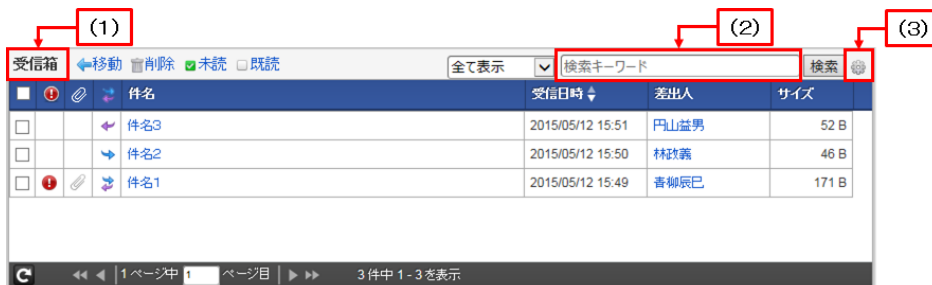 (1)
(2)
(3)
受信箱 移動 削除 未読 既読 全て表示 検索キーワード 検索
件名 受信日時 差出人 サイズ
件名3 2015/05/12 15:51 円山益男 52 B
件名2 2015/05/12 15:50 林政義 46 B
件名1 2015/05/12 15:49 青柳辰巳 171 B
1 ページ中 1 ページ目 3 件中 1 - 3 を表示